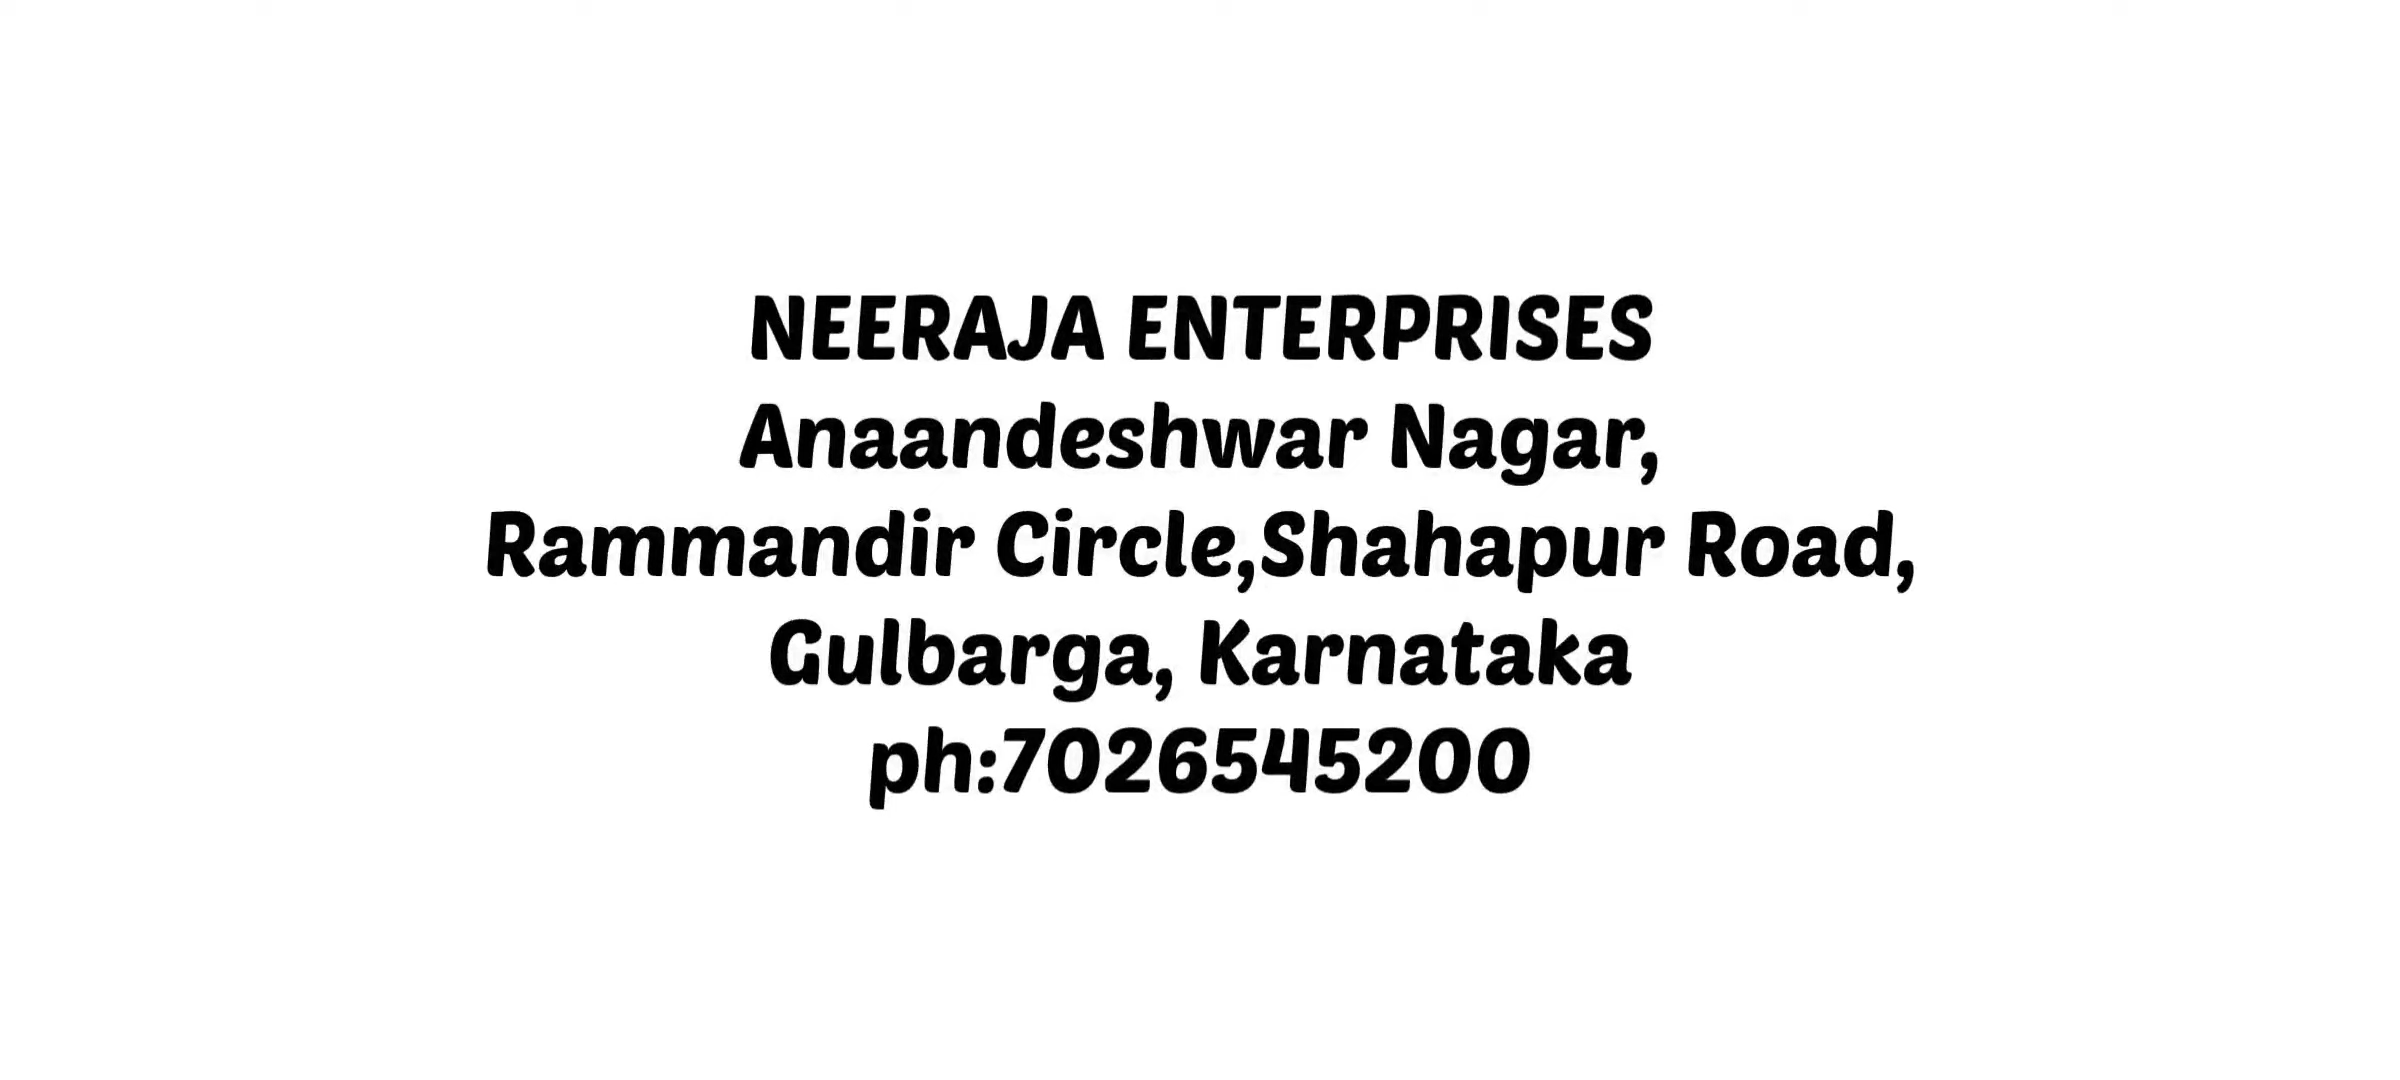 NEERAJA ENTERPRISES
Anaandeshwar Nagar,
Rammandir Circle,Shahapur Road,
Gulbarga, Karnataka
ph:7026545200